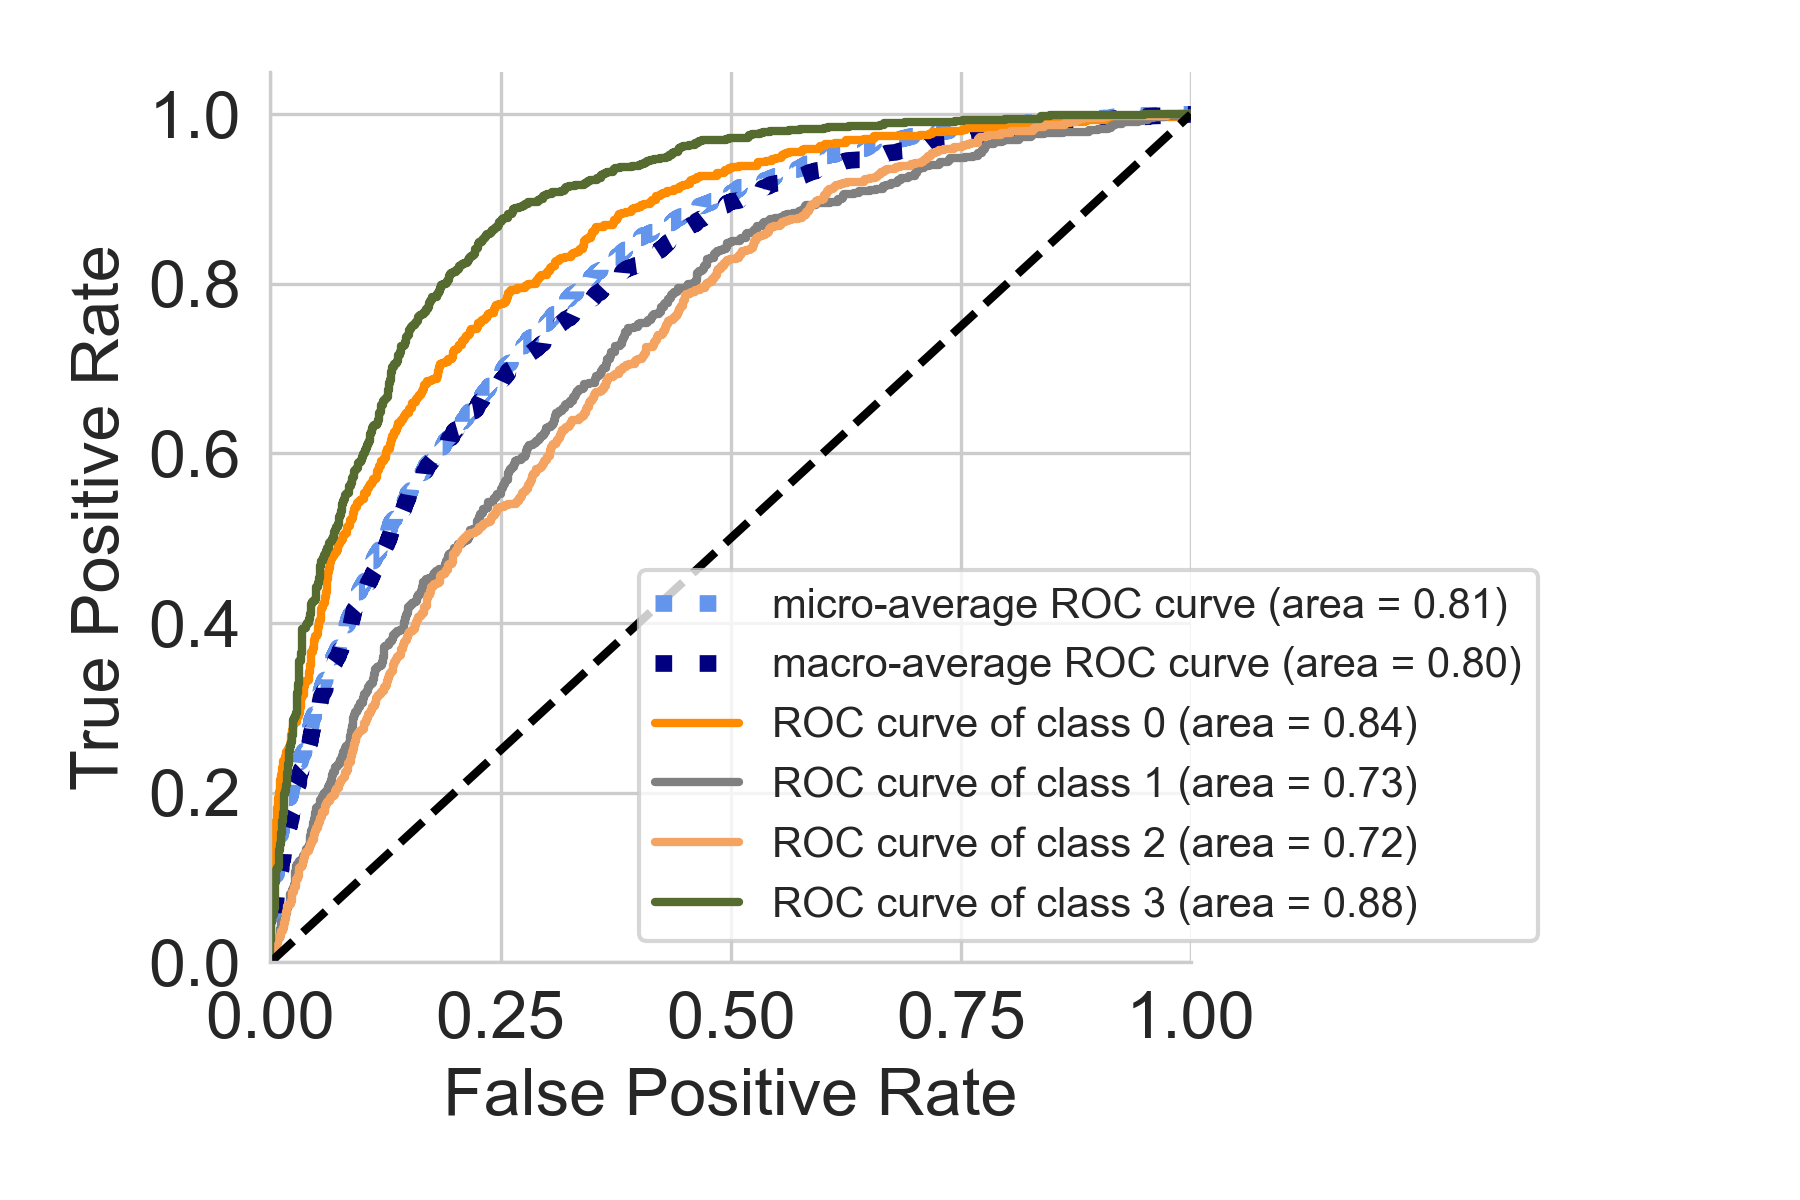 True Positive Rate
1.0
0.8
0.6
0.4
0.2
0.0
0.00 0.25 0.50 0.75 1.00
False Positive Rate
micro-average ROC curve (area = 0.81)
macro-average ROC curve (area = 0.80)
ROC curve of class 0 (area = 0.84)
ROC curve of class 1 (area = 0.73)
ROC curve of class 2 (area = 0.72)
ROC curve of class 3 (area = 0.88)